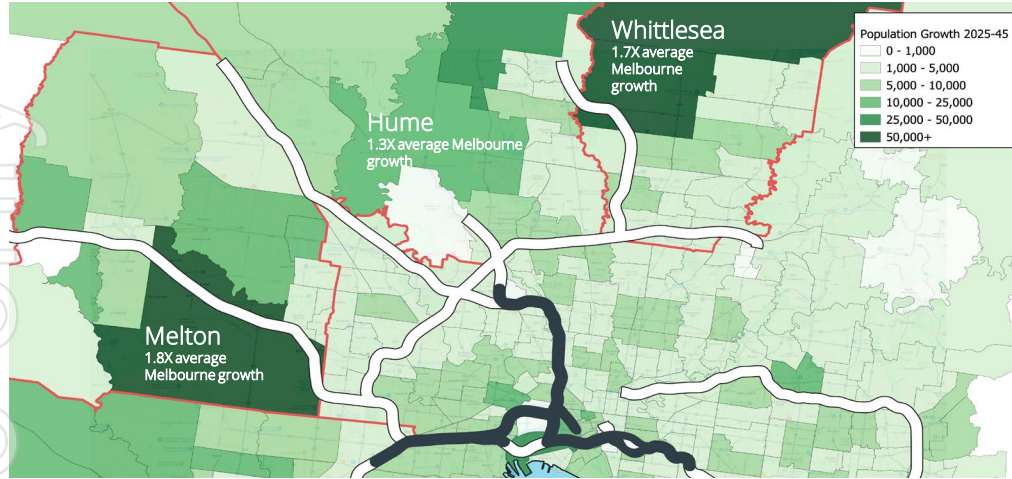 Whittlesea
1.7X average
Melbourne
growth
Population Growth 2025-45
0 - 1,000
1,000 - 5,000
5,000 - 10,000
10,000 - 25,000
25,000 - 50,000
50,000+
Hume
1.3X average Melbourne
growth
Melton
1.8X average
Melbourne growth